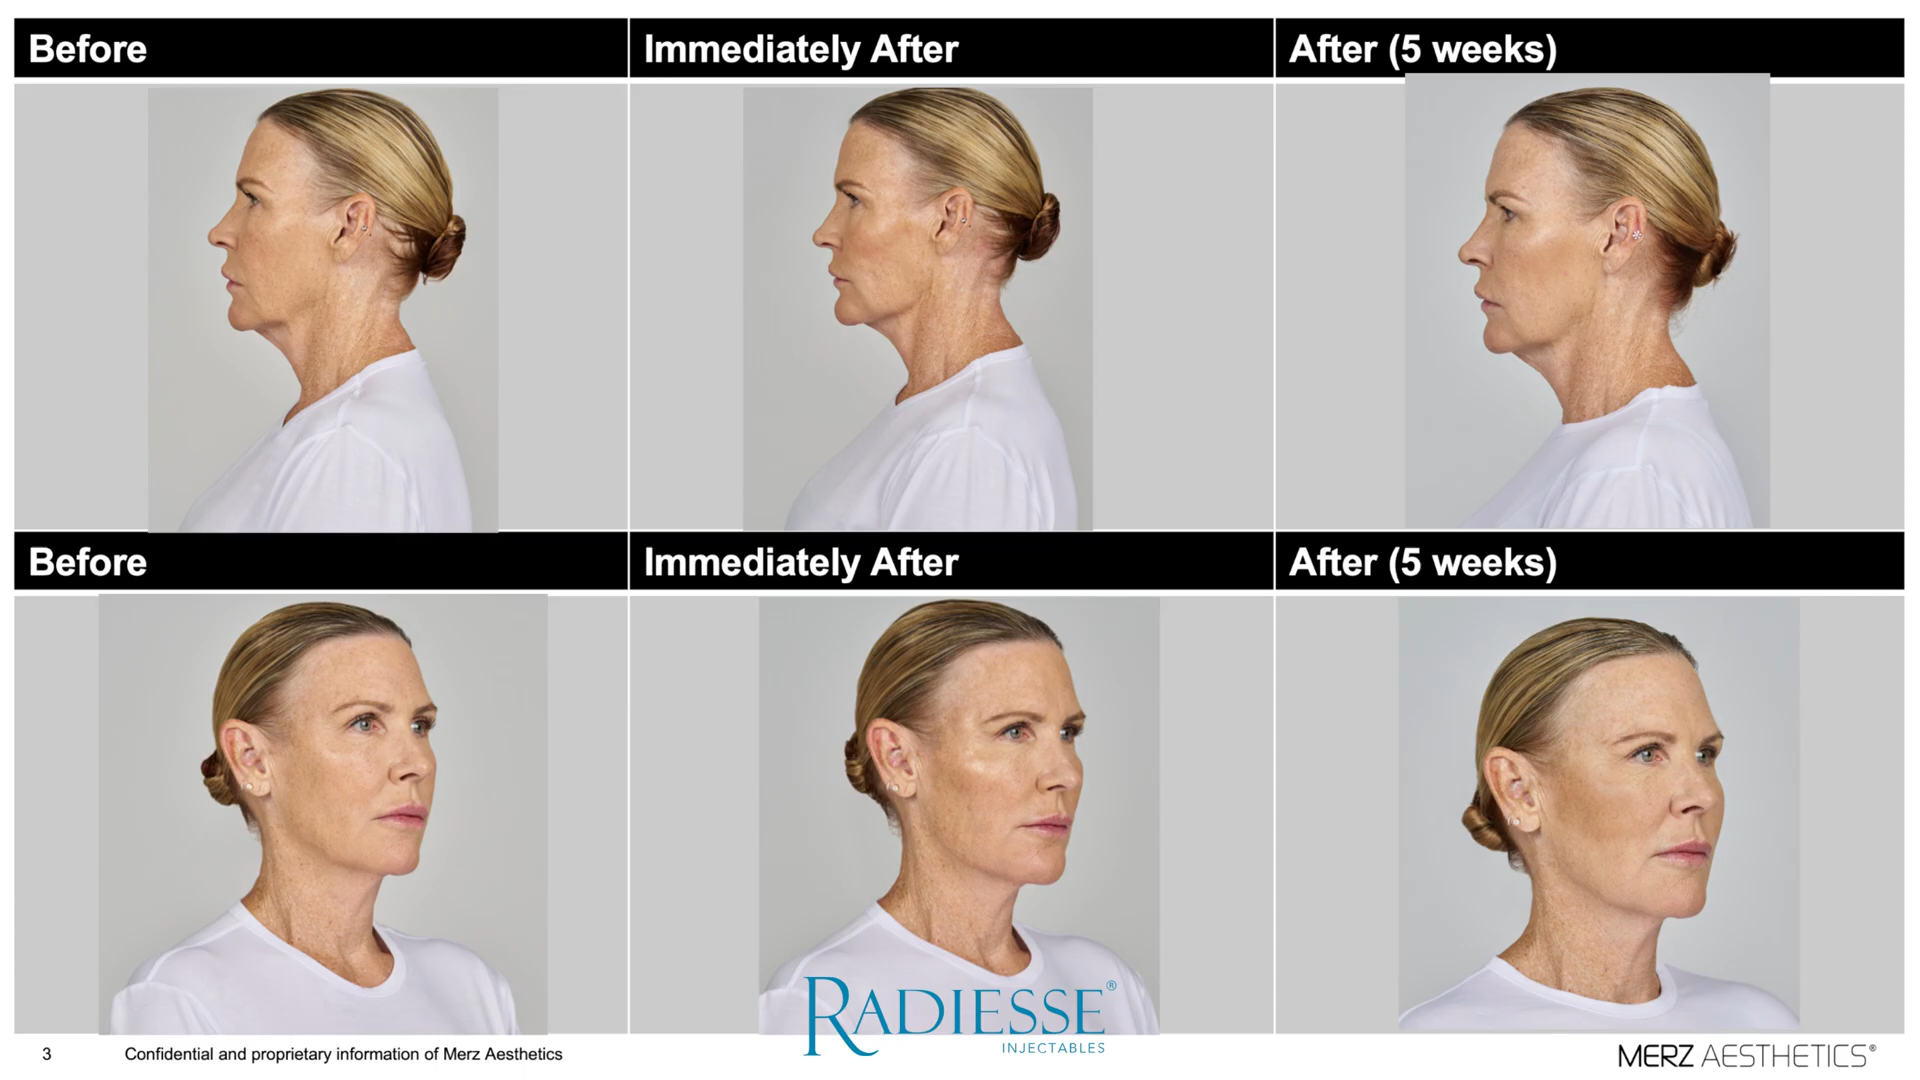 Before
Immediately After
After (5 weeks)
Before
Immediately After
After (5 weeks)
RADIESSE®
INJECTABLES
3
Confidential and proprietary information of Merz Aesthetics
MERZ AESTHETICS®